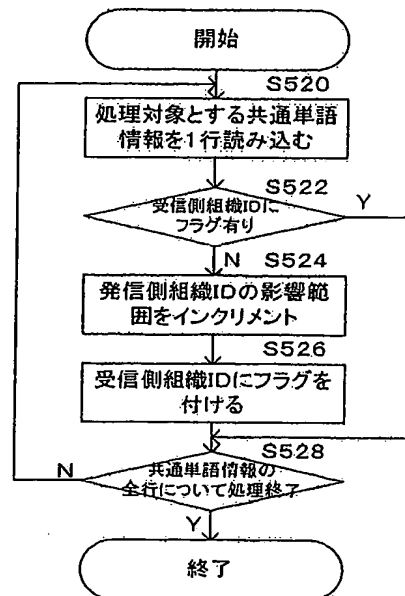 開始
S520
処理対象とする共通単語
情報を1行読み込む
S522
受信側組織IDに
フラグ有り
Y
N
S524
発信側組織IDの影響範
囲をインクリメント
S526
受信側組織IDにフラグを
付ける
S528
共通単語情報の
全行について処理終了
N
Y
終了